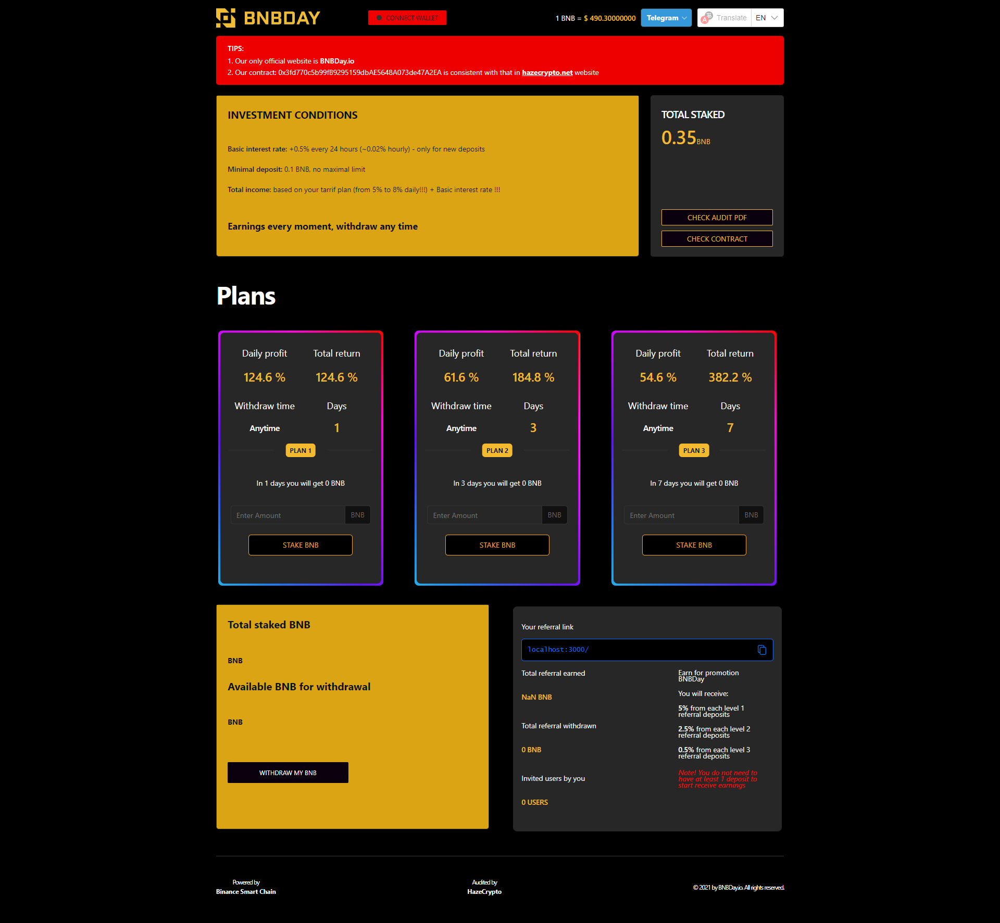 BNBDAY
CONNECT WALLET
1 BNB = $ 490.30000000
Telegram
Translate
EN
TIPS:
1. Our only official website is BNBDay.io
2. Our contract: 0x3fd770c5b99fB9295159dbAE5648A073de47A2EA is consistent with that in hazecrypto.net website
INVESTMENT CONDITIONS
Basic interest rate: +0.5% every 24 hours (~0.02% hourly) - only for new deposits
Minimal deposit: 0.1 BNB, no maximal limit
Total income: based on your tarrif plan (from 5% to 8% daily!!!) + Basic interest rate !!!
Earnings every moment, withdraw any time
TOTAL STAKED
0.35BNB
CHECK AUDIT PDF
CHECK CONTRACT
Plans
Daily profit Total return
124.6 % 124.6 %
Withdraw time Days
Anytime 1
PLAN 1
In 1 days you will get 0 BNB
Enter Amount BNB
STAKE BNB
Daily profit Total return
61.6 % 184.8 %
Withdraw time Days
Anytime 3
PLAN 2
In 3 days you will get 0 BNB
Enter Amount BNB
STAKE BNB
Daily profit Total return
54.6 % 382.2 %
Withdraw time Days
Anytime 7
PLAN 3
In 7 days you will get 0 BNB
Enter Amount BNB
STAKE BNB
Total staked BNB
BNB
Available BNB for withdrawal
BNB
WITHDRAW MY BNB
Your referral link
localhost:3000/
Total referral earned
NaN BNB
Total referral withdrawn
0 BNB
Invited users by you
0 USERS
Earn for promotion
BNBDay
You will receive:
5% from each level 1
referral deposits
2.5% from each level 2
referral deposits
0.5% from each level 3
referral deposits
Note! You do not need to
have at least 1 deposit to
start receive earnings
Powered by
Binance Smart Chain
Audited by
HazeCrypto
© 2021 by BNBDay.io. All rights reserved.